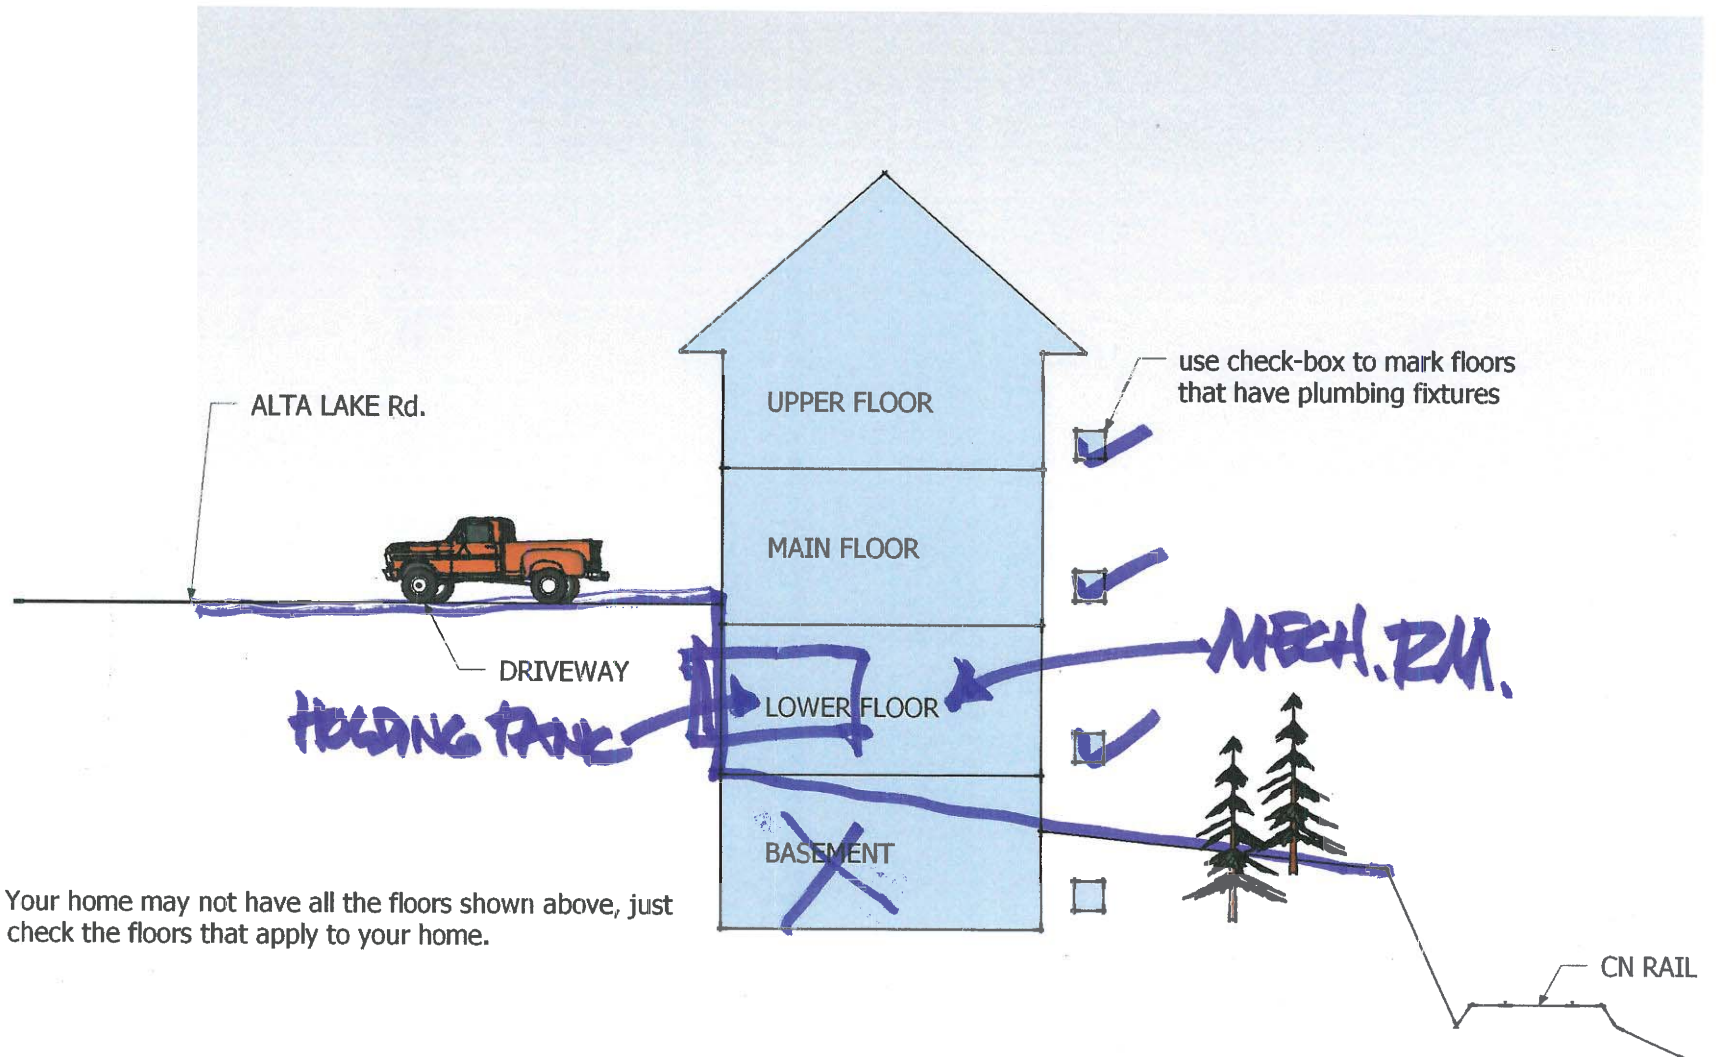 use check-box to mark floors
that have plumbing fixtures
ALTA LAKE Rd.
UPPER FLOOR
MAIN FLOOR
DRIVEWAY
MECH. RM.
HOLDING TANK
LOWER FLOOR
BASEMENT
Your home may not have all the floors shown above, just
check the floors that apply to your home.
CN RAIL